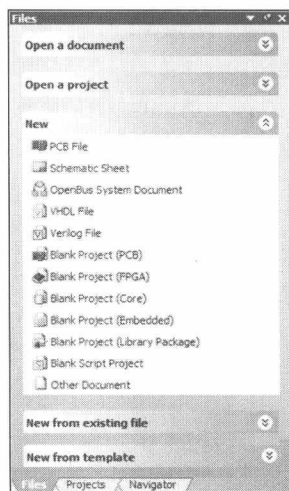 Files
Open a document
Open a project
New
PCB File
Schematic Sheet
OpenBus System Document
VHDL File
Verilog File
Blank Project (PCB)
Blank Project (FPGA)
Blank Project (Core)
Blank Project (Embedded)
Blank Project (Library Package)
Blank Script Project
Other Document
New from existing file
New from template
Files Projects Navigator